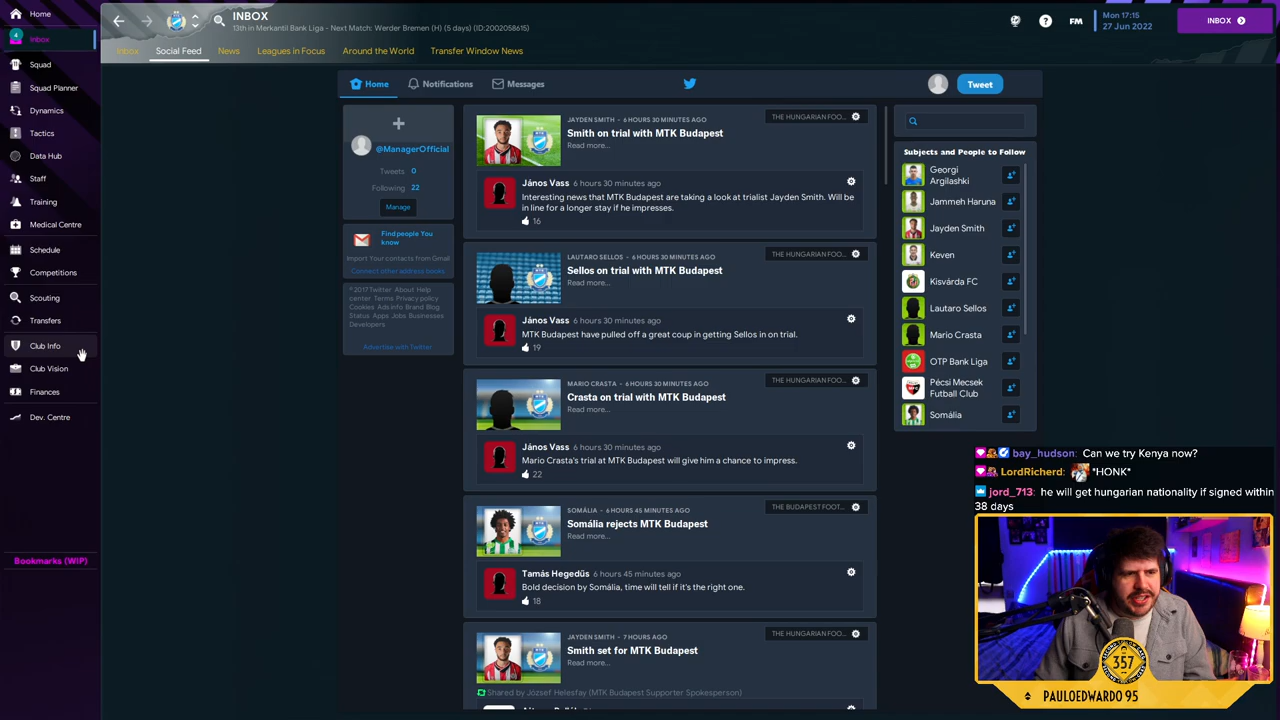 Home
4
Inbox
Squad
Squad Planner
Dynamics
Tactics
Data Hub
Staff
Training
Medical Centre
Schedule
Competitions
Scouting
Transfers
Club Info
Club Vision
Finances
Dev. Centre
Bookmarks (WIP)
INBOX
13th in Merkantil Bank Liga - Next Match: Werder Bremen (H) (5 days) (ID:2002058615)
?
FM
Mon 17:15
27 Jun 2022
INBOX
Inbox
Social Feed
News
Leagues in Focus
Around the World
Transfer Window News
Home
Notifications
Messages
Tweet
+
@ManagerOfficial
Tweets 0
Following 22
Manage
Find people You
know
Import Your contacts from Gmail
Connect other address books
©2017 Twitter About Help
center Terms Privacy policy
Cookies Ads info Brand Blog
Status Apps Jobs Businesses
Developers
Advertise with Twitter
JAYDEN SMITH - 6 HOURS 30 MINUTES AGO
THE HUNGARIAN FOO...
Smith on trial with MTK Budapest
Read more...
János Vass 6 hours 30 minutes ago
Interesting news that MTK Budapest are taking a look at trialist Jayden Smith. Will be
in line for a longer stay if he impresses.
16
LAUTARO SELLOS - 6 HOURS 30 MINUTES AGO
THE HUNGARIAN FOO...
Sellos on trial with MTK Budapest
Read more...
János Vass 6 hours 30 minutes ago
MTK Budapest have pulled off a great coup in getting Sellos in on trial.
19
MARIO CRASTA - 6 HOURS 30 MINUTES AGO
THE HUNGARIAN FOO...
Crasta on trial with MTK Budapest
Read more...
János Vass 6 hours 30 minutes ago
Mario Crasta's trial at MTK Budapest will give him a chance to impress.
22
SOMÁLIA - 6 HOURS 45 MINUTES AGO
THE BUDAPEST FOOT...
Somália rejects MTK Budapest
Read more...
Tamás Hegedűs 6 hours 45 minutes ago
Bold decision by Somália, time will tell if it's the right one.
18
JAYDEN SMITH - 7 HOURS AGO
THE HUNGARIAN FOO...
Smith set for MTK Budapest
Read more...
Shared by József Helesfay (MTK Budapest Supporter Spokesperson)
Subjects and People to Follow
Georgi
Argilashki
Jammeh Haruna
Jayden Smith
Keven
Kisvárda FC
Lautaro Sellos
Mario Crasta
OTP Bank Liga
Pécsi Mecsek
Futball Club
Somália
bay_hudson: Can we try Kenya now?
LordRicherd: *HONK*
jord_713: he will get hungarian nationality if signed within
38 days
357
PAULOEDWARDO 95